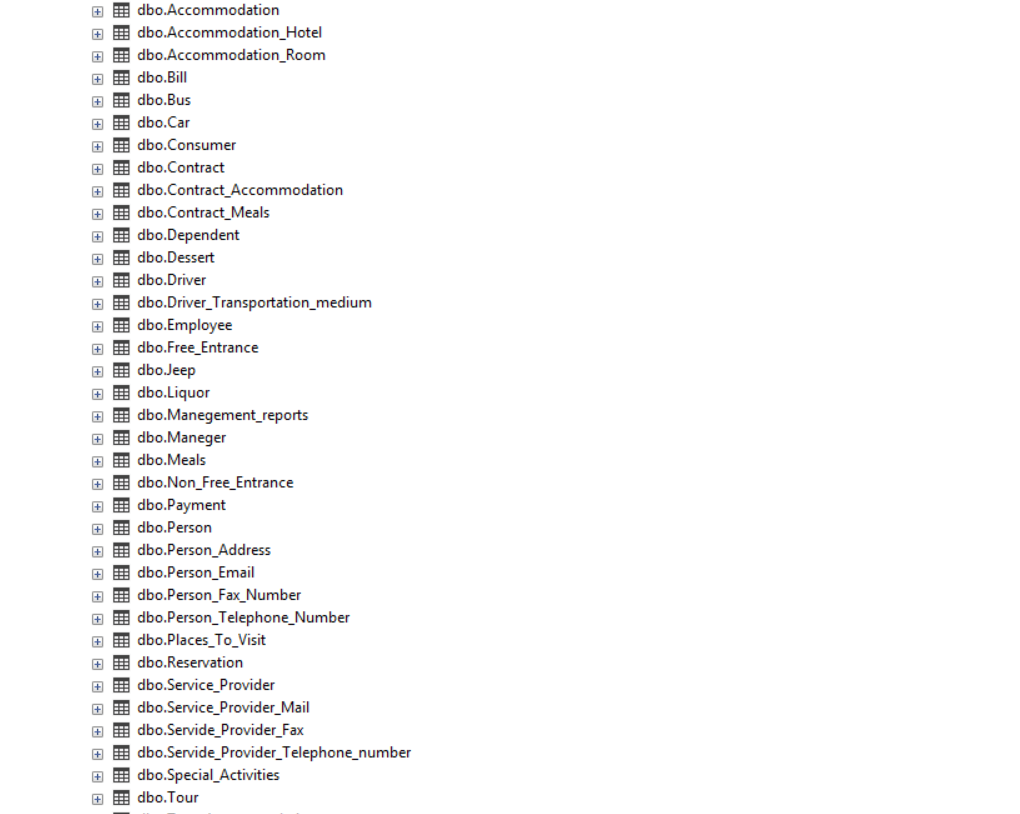 dbo.Accommodation
dbo.Accommodation_Hotel
dbo.Accommodation_Room
dbo.Bill
dbo.Bus
dbo.Car
dbo.Consumer
dbo.Contract
dbo.Contract_Accommodation
dbo.Contract_Meals
dbo.Dependent
dbo.Dessert
dbo.Driver
dbo.Driver_Transportation_medium
dbo.Employee
dbo.Free_Entrance
dbo.Jeep
dbo.Liquor
dbo.Manegement_reports
dbo.Maneger
dbo.Meals
dbo.Non_Free_Entrance
dbo.Payment
dbo.Person
dbo.Person_Address
dbo.Person_Email
dbo.Person_Fax_Number
dbo.Person_Telephone_Number
dbo.Places_To_Visit
dbo.Reservation
dbo.Service_Provider
dbo.Service_Provider_Mail
dbo.Servide_Provider_Fax
dbo.Servide_Provider_Telephone_number
dbo.Special_Activities
dbo.Tour